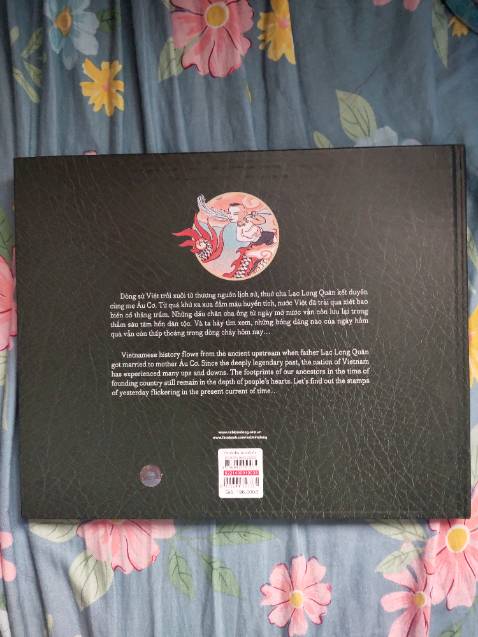 Dòng sử Việt trôi xuôi từ thượng nguồn lịch sử, thuở cha Lạc Long Quân kết duyên
cùng mẹ Âu Cơ. Từ quá khứ xa xưa đẫm màu huyền tích, nước Việt đã trải qua biết bao
biến cố thăng trầm. Những dấu chân cha ông từ ngày mở nước vẫn còn lưu lại trong
thẳm sâu tâm hồn dân tộc. Và ta hãy tìm xem, những bóng dáng nào của ngày hôm
qua vẫn còn thấp thoáng trong dòng chảy hôm nay...
Vietnamese history flows from the ancient upstream when father Lac Long Quân
got married to mother Âu Cơ. Since the deeply legendary past, the nation of Vietnam
has experienced many ups and downs. The footprints of our ancestors in the time of
founding country still remain in the depth of people's hearts. Let's find out the stamps
of yesterday flickering in the present current of time...